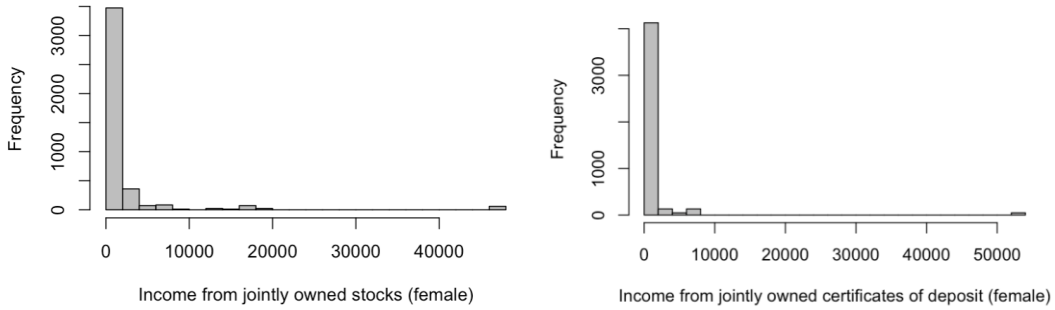 Frequency
3000
2000
1000
0
0 10000 20000 30000 40000
Income from jointly owned stocks (female)
Frequency
3000
1000
0
0 10000 20000 30000 40000 50000
Income from jointly owned certificates of deposit (female)